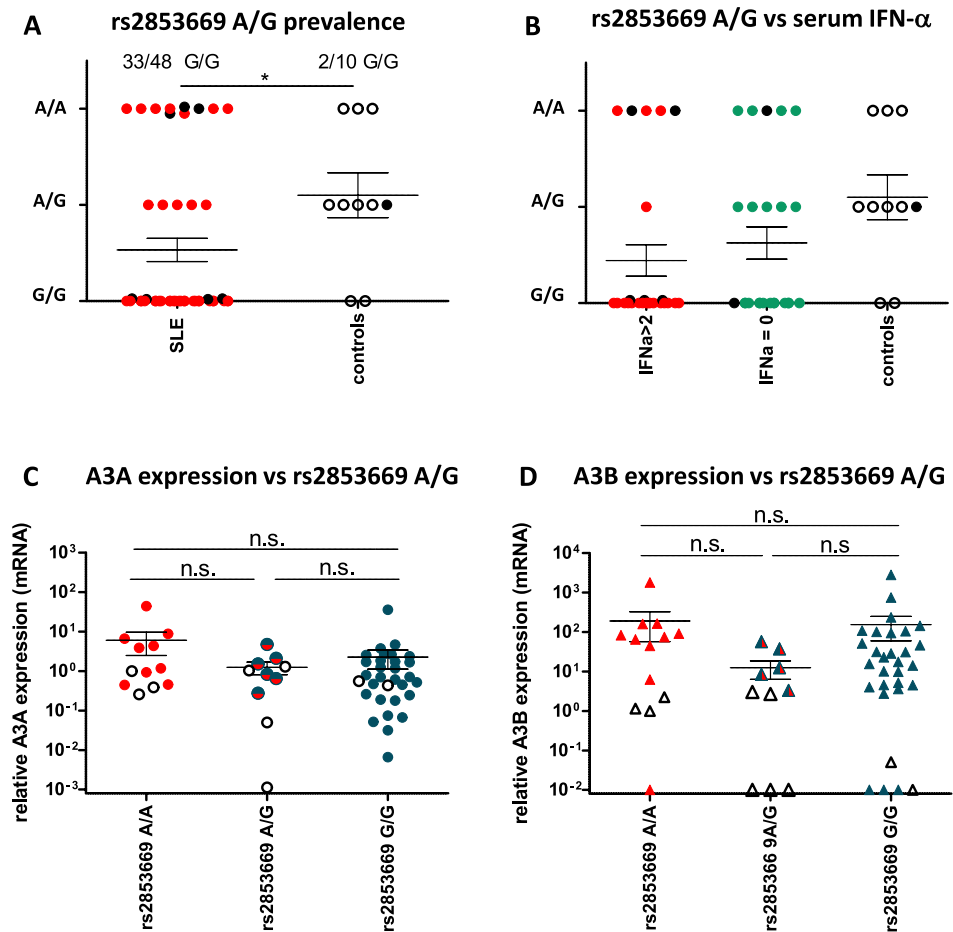 A
rs2853669 A/G prevalence
33/48 G/G
2/10 G/G
*
A/A
A/G
G/G
SLE
controls
B
rs2853669 A/G vs serum IFN-α
A/A
A/G
G/G
IFNa>2
IFNa = 0
controls
C
A3A expression vs rs2853669 A/G
relative A3A expression (mRNA)
n.s.
n.s.
n.s.
10³
10²
10¹
10⁰
10⁻¹
10⁻²
10⁻³
rs2853669 A/A
rs2853669 A/G
rs2853669 G/G
D
A3B expression vs rs2853669 A/G
relative A3B expression (mRNA)
n.s.
n.s.
n.s
10⁴
10³
10²
10¹
10⁰
10⁻¹
10⁻²
rs2853669 A/A
rs285366 9A/G
rs2853669 G/G